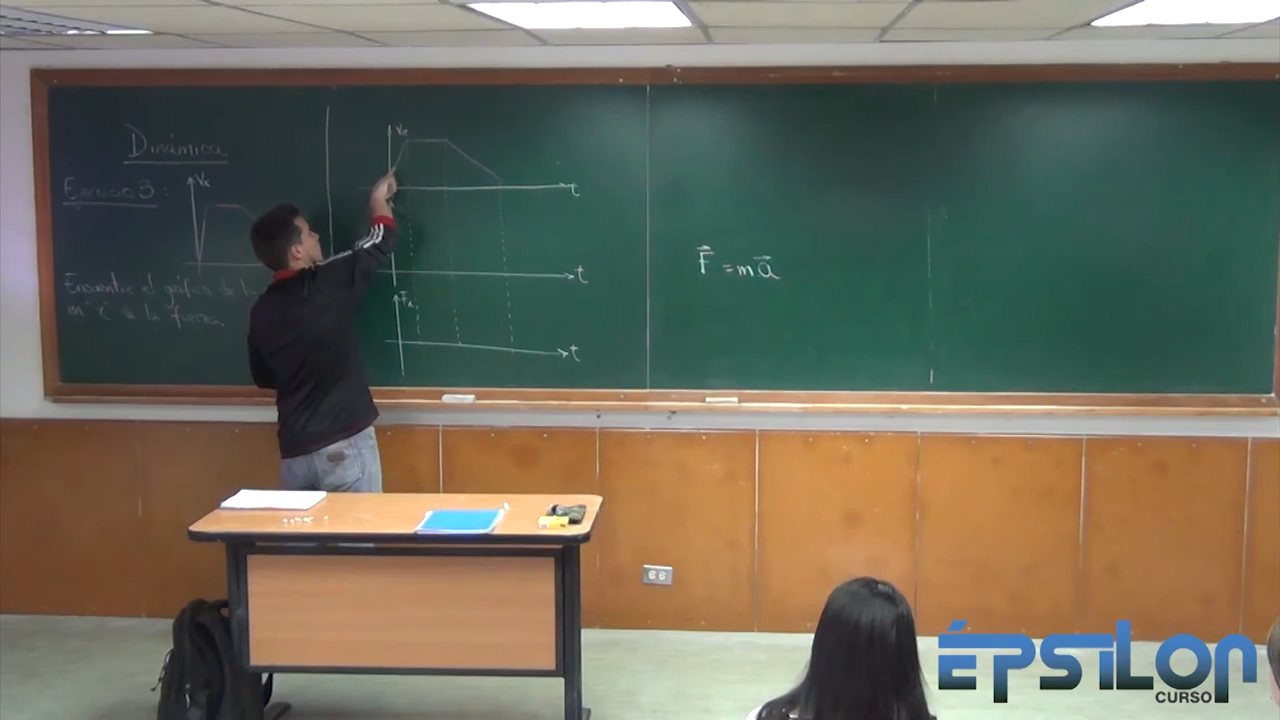 Dinámica
Ejercicio 3:
Vx
Encuentre el gráfico de la
en "x" de la fuerza.
Vx
t
t
Fx
t
F = ma
ÉPSILON
CURSO